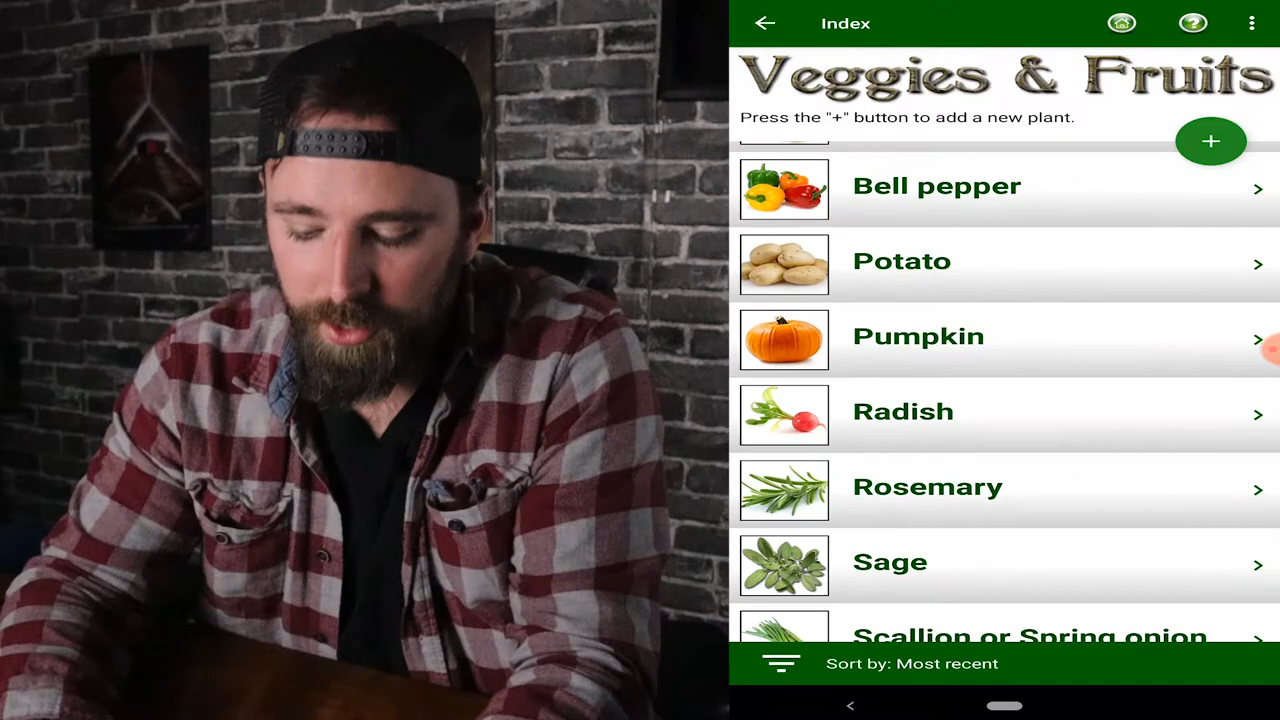 Index
Veggies & Fruits
Press the "+" button to add a new plant.
Bell pepper
Potato
Pumpkin
Radish
Rosemary
Sage
Scallion or Spring onion
Sort by: Most recent